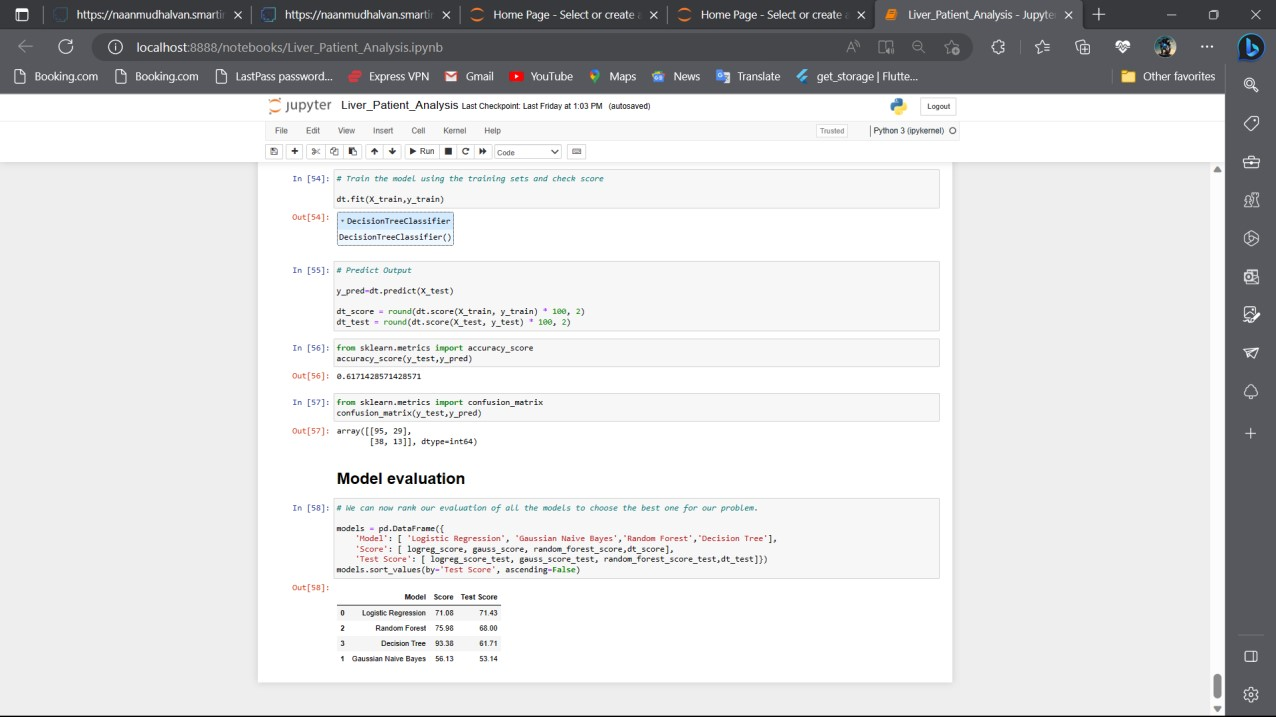 https://naanmudhalvan.smartir
https://naanmudhalvan.smartir
Home Page - Select or create a
Home Page - Select or create a
Liver_Patient_Analysis - Jupyte
localhost:8888/notebooks/Liver_Patient_Analysis.ipynb
Booking.com
Booking.com
LastPass password...
Express VPN
Gmail
YouTube
Maps
News
Translate
get_storage | Flutte...
Other favorites
jupyter Liver_Patient_Analysis Last Checkpoint: Last Friday at 1:03 PM (autosaved)
Logout
File Edit View Insert Cell Kernel Help
Trusted
Python 3 (ipykernel)
Run
Code
In [54]: # Train the model using the training sets and check score
dt.fit(X_train,y_train)
Out[54]: DecisionTreeClassifier
DecisionTreeClassifier()
In [55]: # Predict Output
y_pred=dt.predict(X_test)
dt_score = round(dt.score(X_train, y_train) * 100, 2)
dt_test = round(dt.score(X_test, y_test) * 100, 2)
In [56]: from sklearn.metrics import accuracy_score
accuracy_score(y_test,y_pred)
Out[56]: 0.6171428571428571
In [57]: from sklearn.metrics import confusion_matrix
confusion_matrix(y_test,y_pred)
Out[57]: array([[95, 29],
[38, 13]], dtype=int64)
Model evaluation
In [58]: # We can now rank our evaluation of all the models to choose the best one for our problem.
models = pd.DataFrame({
'Model': [ 'Logistic Regression', 'Gaussian Naive Bayes','Random Forest','Decision Tree'],
'Score': [ logreg_score, gauss_score, random_forest_score,dt_score],
'Test Score': [ logreg_score_test, gauss_score_test, random_forest_score_test,dt_test]})
models.sort_values(by='Test Score', ascending=False)
Out[58]:
Model Score Test Score
0 Logistic Regression 71.08 71.43
2 Random Forest 75.98 68.00
3 Decision Tree 93.38 61.71
1 Gaussian Naive Bayes 56.13 53.14